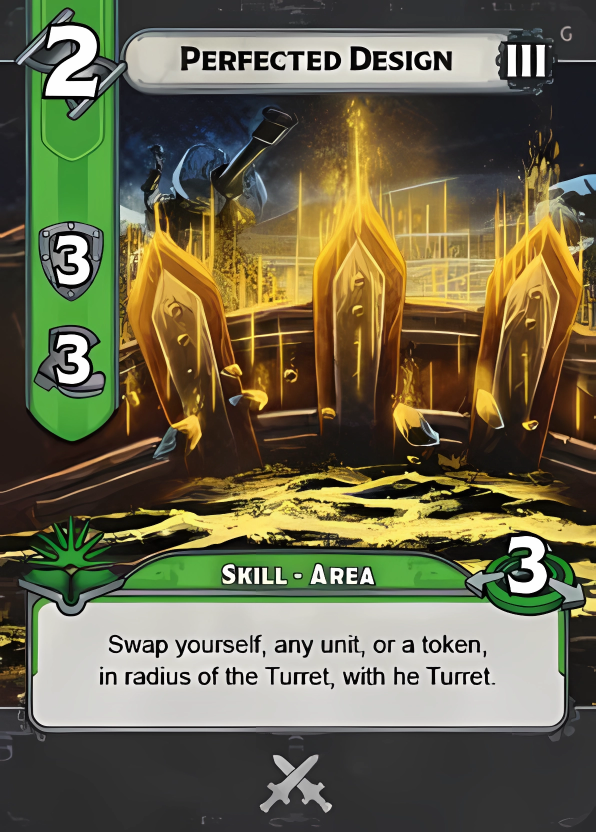 2
PERFECTED DESIGN
III
G
3
3
SKILL - AREA
3
Swap yourself, any unit, or a token,
in radius of the Turret, with he Turret.